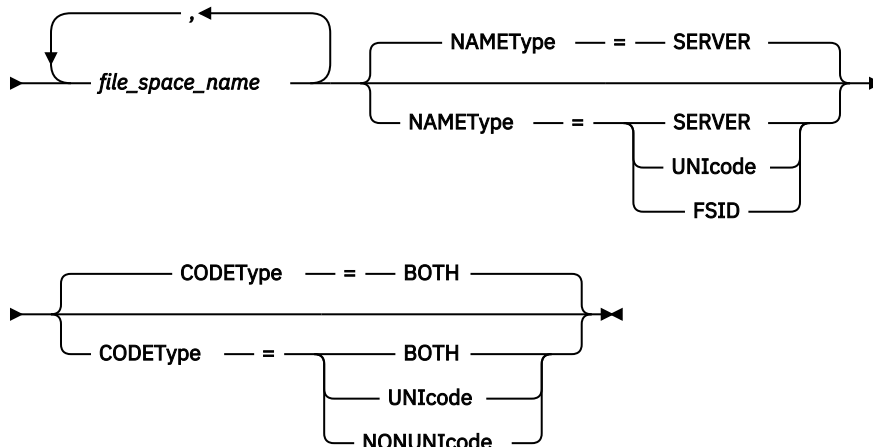 ,
NAMEType = SERVER
file_space_name
NAMEType = SERVER
UNIcode
FSID
CODEType = BOTH
CODEType = BOTH
UNIcode
NONUNIcode